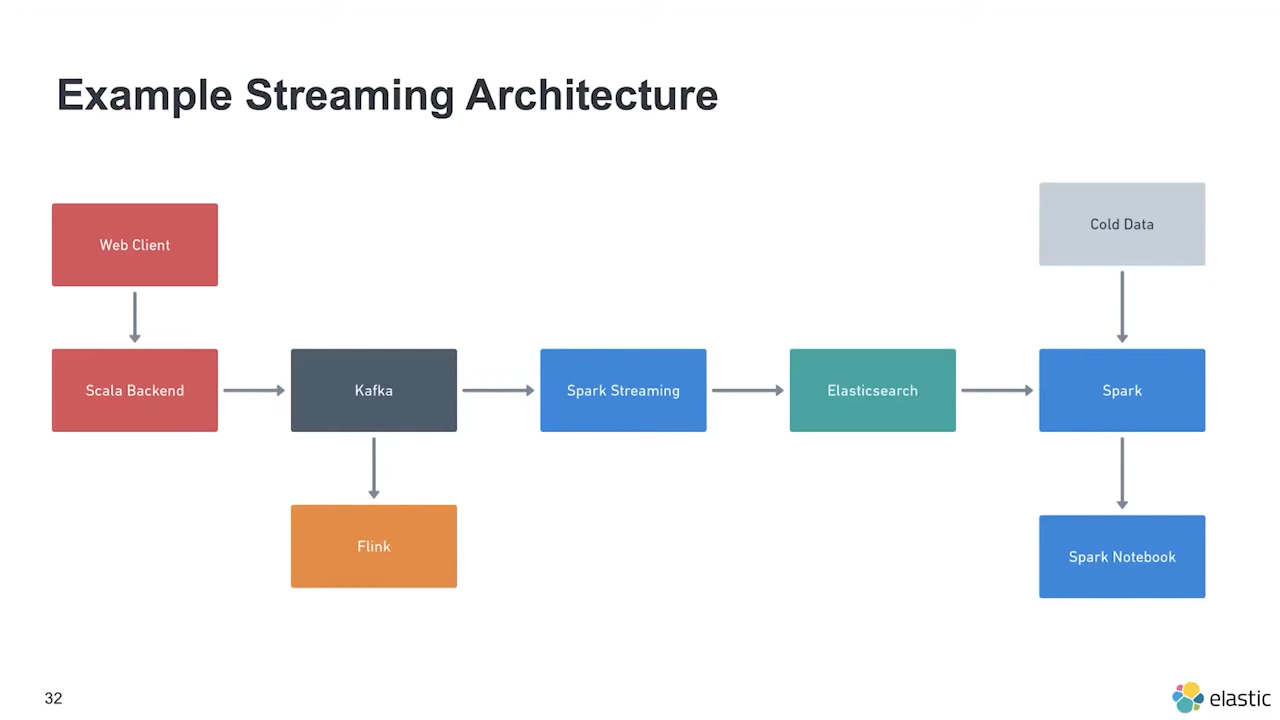 Example Streaming Architecture
Web Client
Cold Data
Scala Backend
Kafka
Spark Streaming
Elasticsearch
Spark
Flink
Spark Notebook
32
elastic